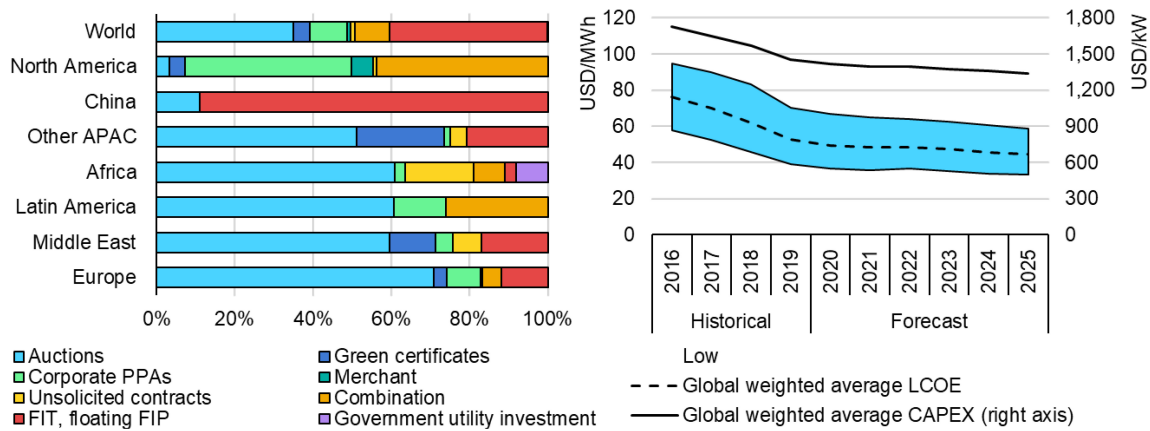 World
North America
China
Other APAC
Africa
Latin America
Middle East
Europe
0% 20% 40% 60% 80% 100%
Auctions
Green certificates
Corporate PPAs
Merchant
Unsolicited contracts
Combination
FIT, floating FIP
Government utility investment
USD/MWh
120
100
80
60
40
20
0
USD/kW
1,800
1,500
1,200
900
600
300
0
2016 2017 2018 2019 2020 2021 2022 2023 2024 2025
Historical Forecast
Low
Global weighted average LCOE
Global weighted average CAPEX (right axis)